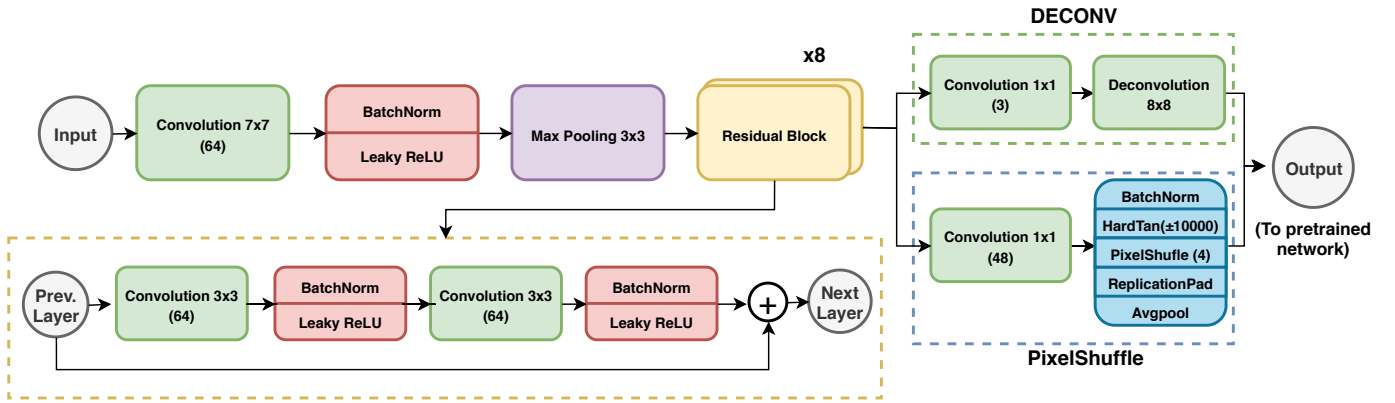 DECONV
x8
Input
Convolution 7x7
(64)
BatchNorm
Leaky ReLU
Max Pooling 3x3
Residual Block
Convolution 1x1
(3)
Deconvolution
8x8
Convolution 1x1
(48)
BatchNorm
HardTan(±10000)
PixelShufle (4)
ReplicationPad
Avgpool
PixelShuffle
Output
(To pretrained
network)
Prev.
Layer
Convolution 3x3
(64)
BatchNorm
Leaky ReLU
Convolution 3x3
(64)
BatchNorm
Leaky ReLU
+
Next
Layer